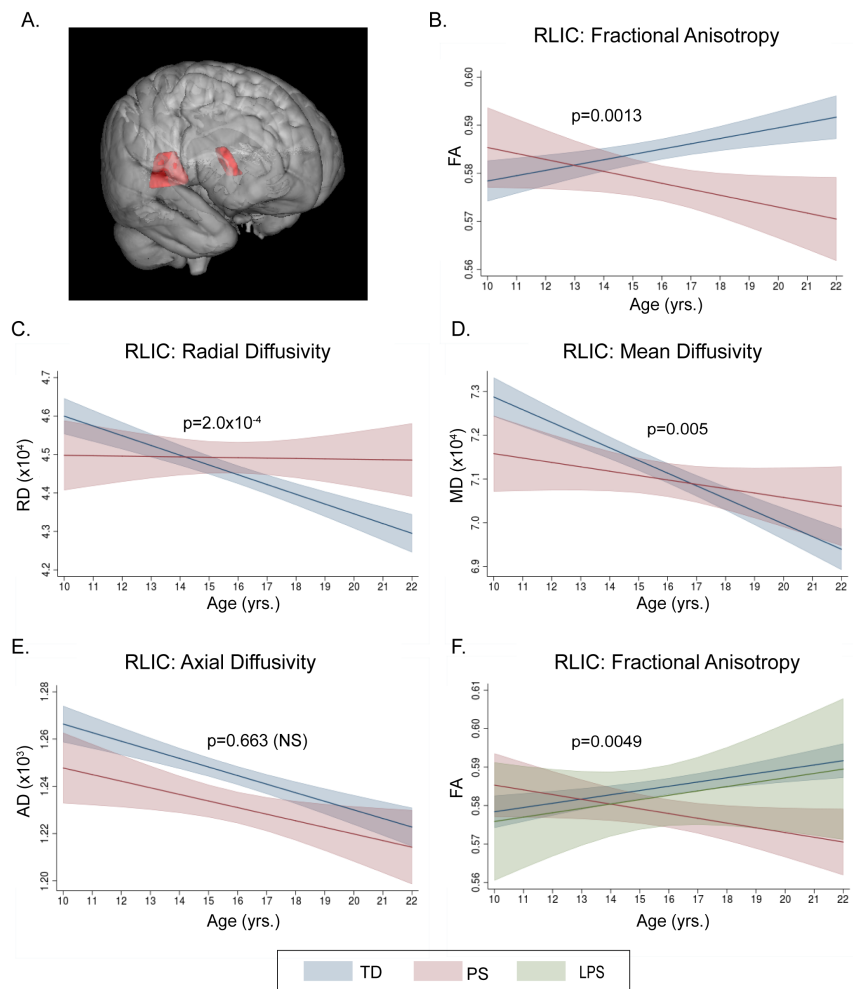 A.
B.
RLIC: Fractional Anisotropy
0.60
0.59
0.58
0.57
0.56
FA
p=0.0013
10 11 12 13 14 15 16 17 18 19 20 21 22
Age (yrs.)
C.
RLIC: Radial Diffusivity
4.7
4.6
4.5
4.4
4.3
4.2
RD (x10⁴)
p=2.0x10⁻⁴
10 11 12 13 14 15 16 17 18 19 20 21 22
Age (yrs.)
D.
RLIC: Mean Diffusivity
7.3
7.2
7.1
7.0
6.9
MD (x10⁴)
p=0.005
10 11 12 13 14 15 16 17 18 19 20 21 22
Age (yrs.)
E.
RLIC: Axial Diffusivity
1.28
1.26
1.24
1.22
1.20
AD (x10³)
p=0.663 (NS)
10 11 12 13 14 15 16 17 18 19 20 21 22
Age (yrs.)
F.
RLIC: Fractional Anisotropy
0.61
0.60
0.59
0.58
0.57
0.56
FA
p=0.0049
10 11 12 13 14 15 16 17 18 19 20 21 22
Age (yrs.)
TD PS LPS